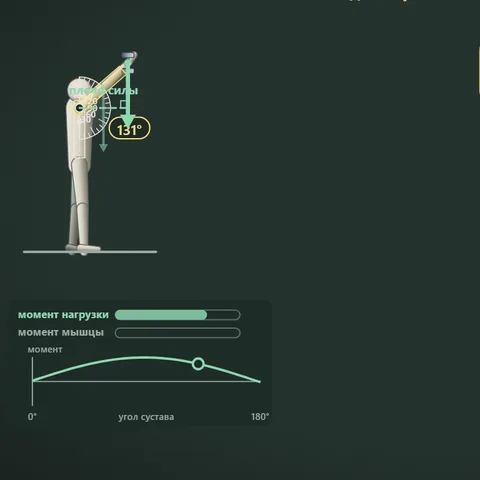 плечо силы
131°
момент нагрузки
момент мышцы
момент
0° угол сустава 180°